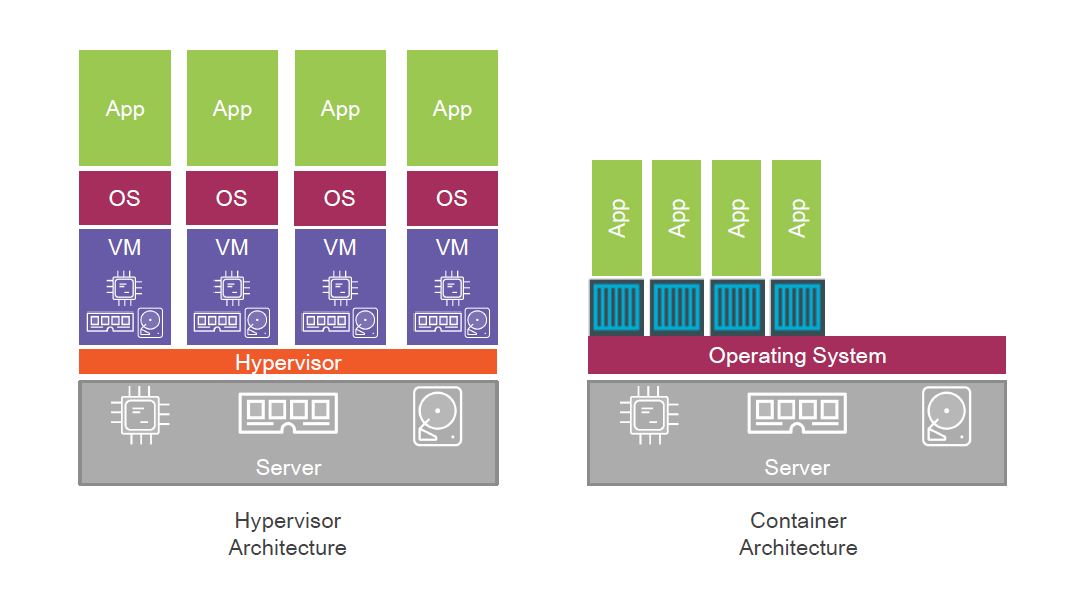 App App App App
OS OS OS OS
VM VM VM VM
Hypervisor
Server
Hypervisor
Architecture
App App App App
Operating System
Server
Container
Architecture